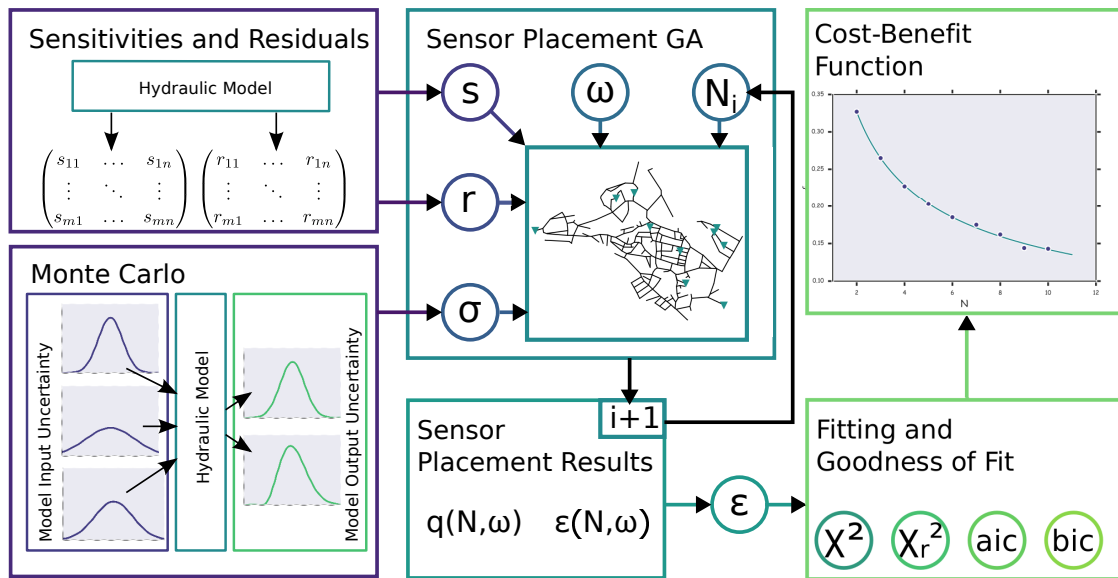 Sensitivities and Residuals
Hydraulic Model
s11 … s1n
⋮ ⋱ ⋮
sm1 … smn
r11 … r1n
⋮ ⋱ ⋮
rm1 … rmn
Monte Carlo
Model Input Uncertainty
Hydraulic Model
Model Output Uncertainty
Sensor Placement GA
s
ω
Ni
r
σ
i+1
Sensor
Placement Results
q(N,ω) ε(N,ω)
ε
Fitting and
Goodness of Fit
χ²
χr²
aic
bic
Cost-Benefit
Function
0.35
0.30
0.25
0.20
0.15
0.10
2 4 6 8 10 12
N